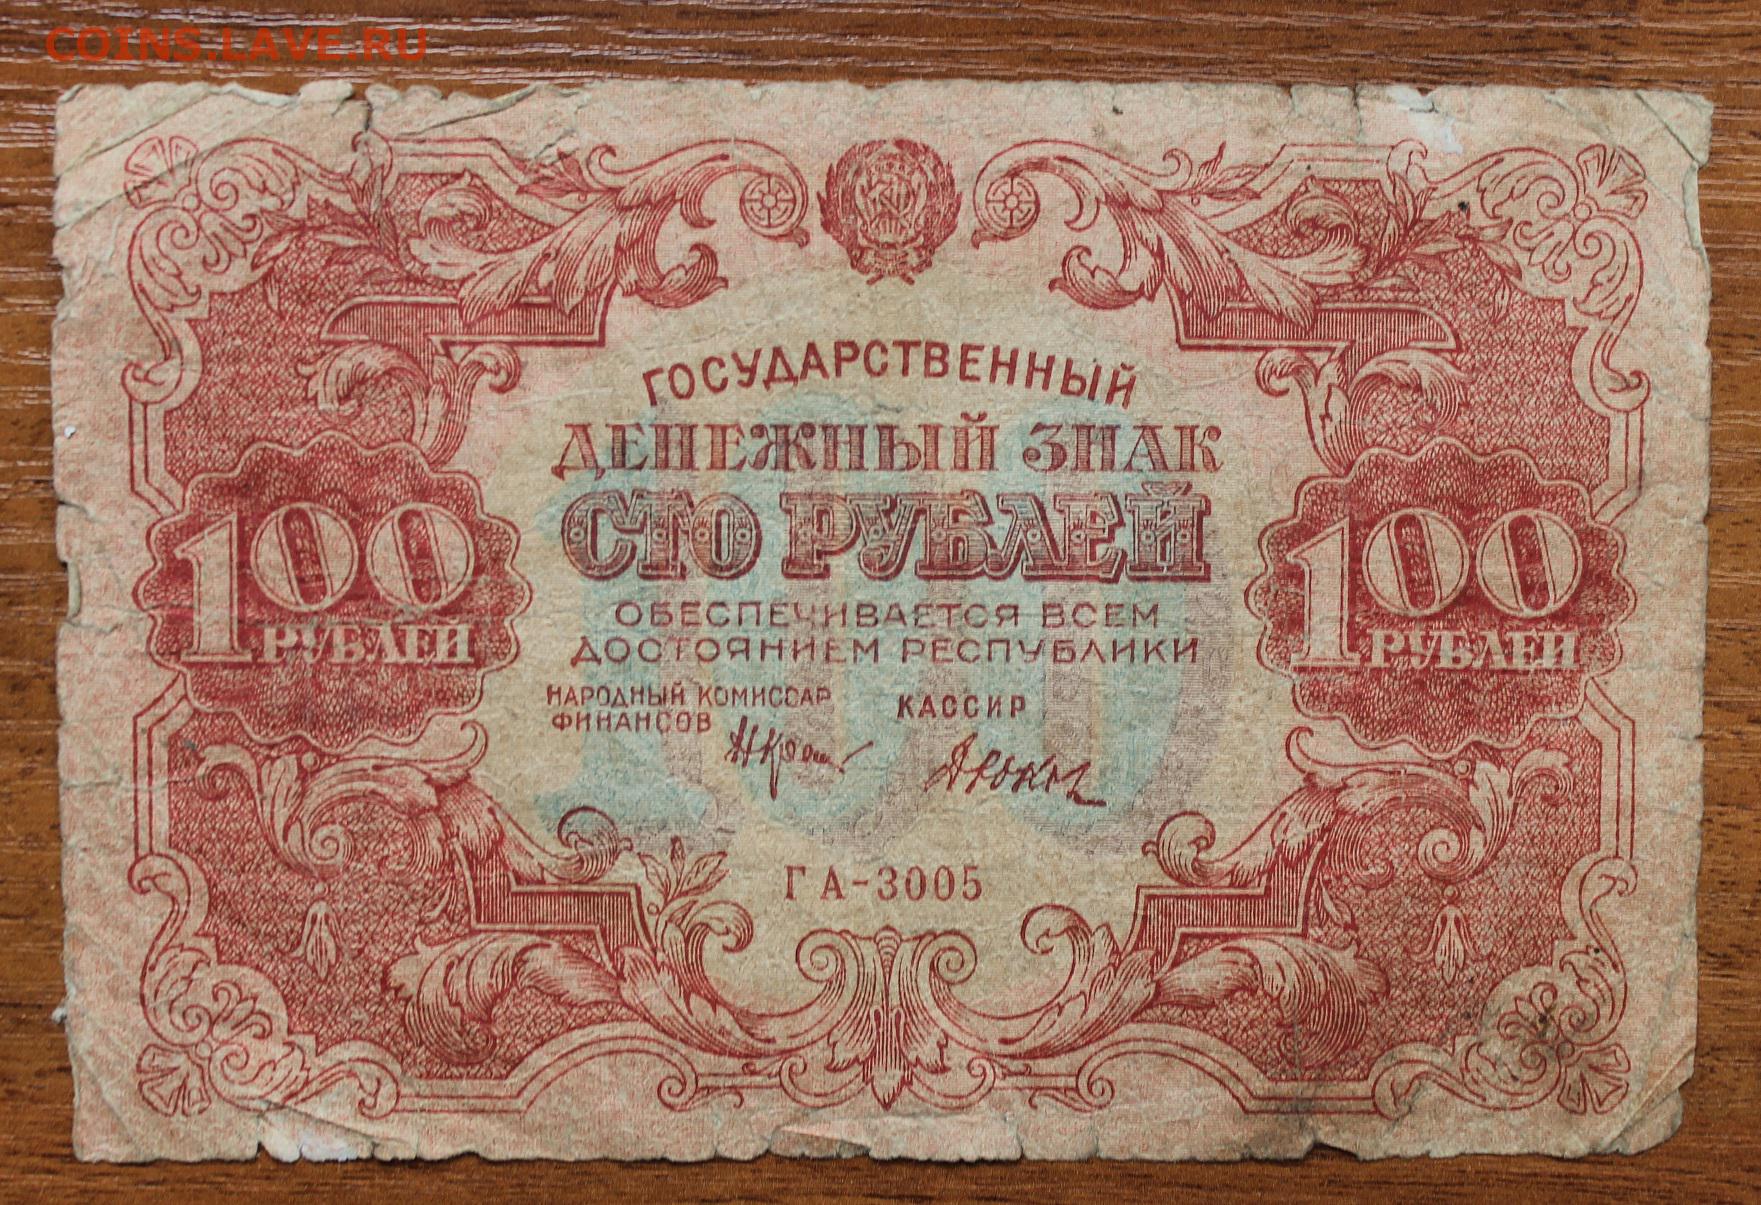 COINS.LAVE.RU
ГОСУДАРСТВЕННЫЙ
ДЕНЕЖНЫЙ ЗНАК
СТО РУБЛЕЙ
100
РУБЛЕЙ
100
РУБЛЕЙ
ОБЕСПЕЧИВАЕТСЯ ВСЕМ
ДОСТОЯНИЕМ РЕСПУБЛИКИ
НАРОДНЫЙ КОМИССАР
ФИНАНСОВ
КАССИР
100
ГА-3005